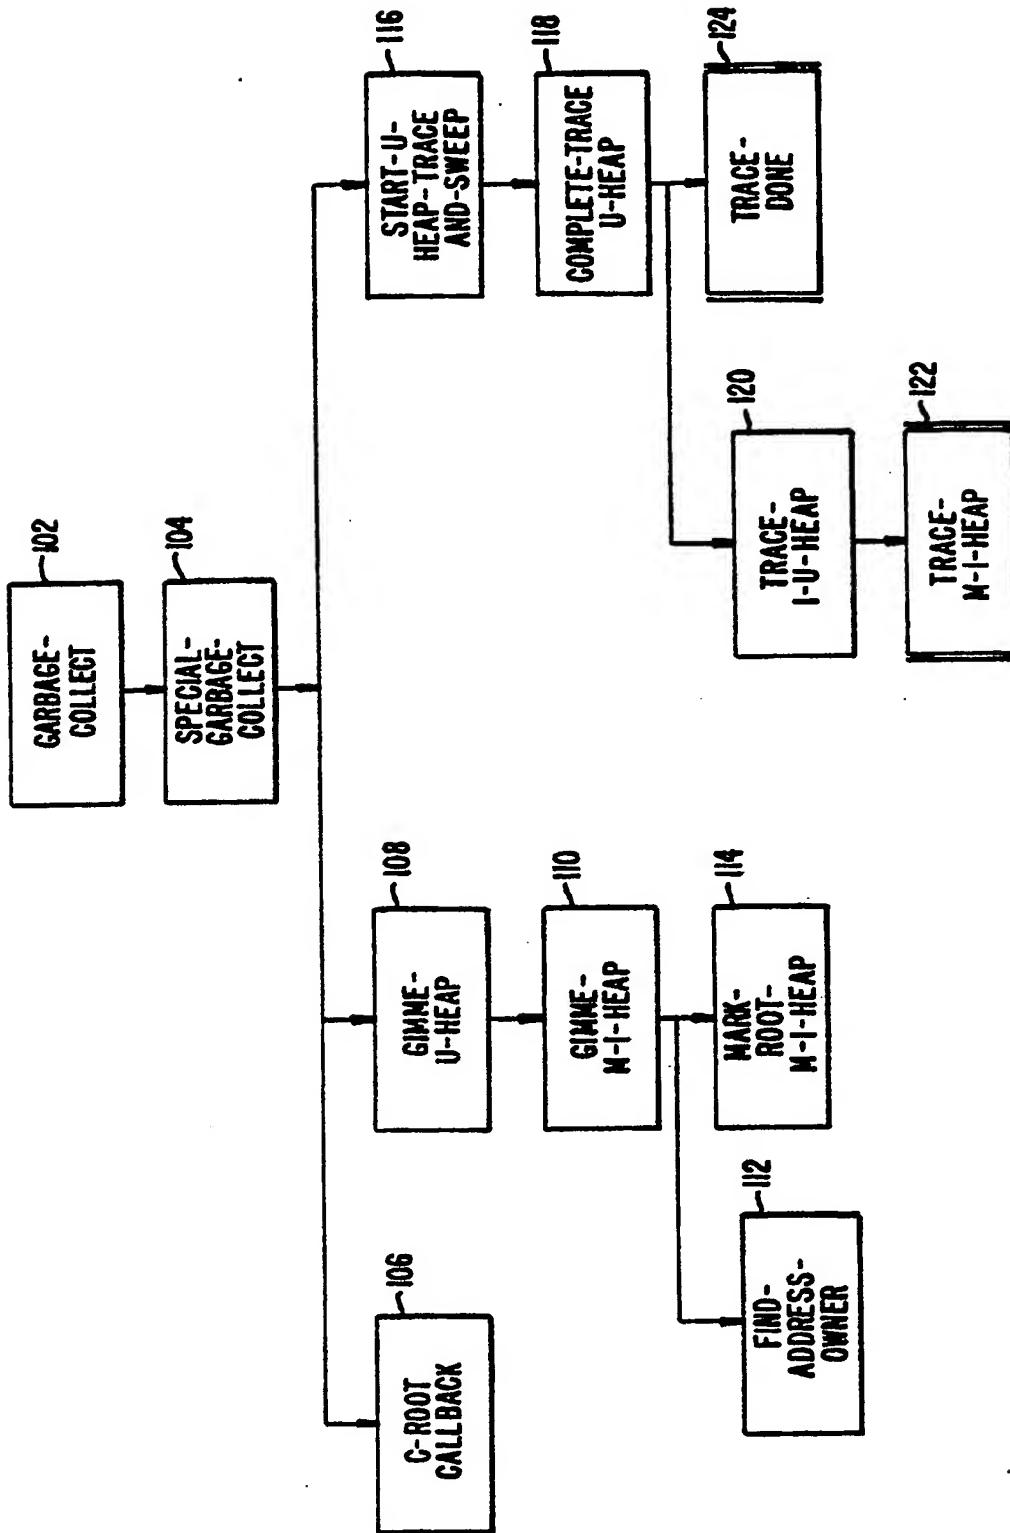 GARBAGE-
COLLECT
102
SPECIAL-
GARBAGE-
COLLECT
104
C-ROOT
CALLBACK
106
GIMME-
U-HEAP
108
GIMME-
M-I-HEAP
110
FIND-
ADDRESS-
OWNER
112
MARK-
ROOT-
M-I-HEAP
114
START-U-
HEAP-TRACE
AND-SWEEP
116
COMPLETE-TRACE
U-HEAP
118
TRACE-
I-U-HEAP
120
TRACE-
M-I-HEAP
122
TRACE-
DONE
124